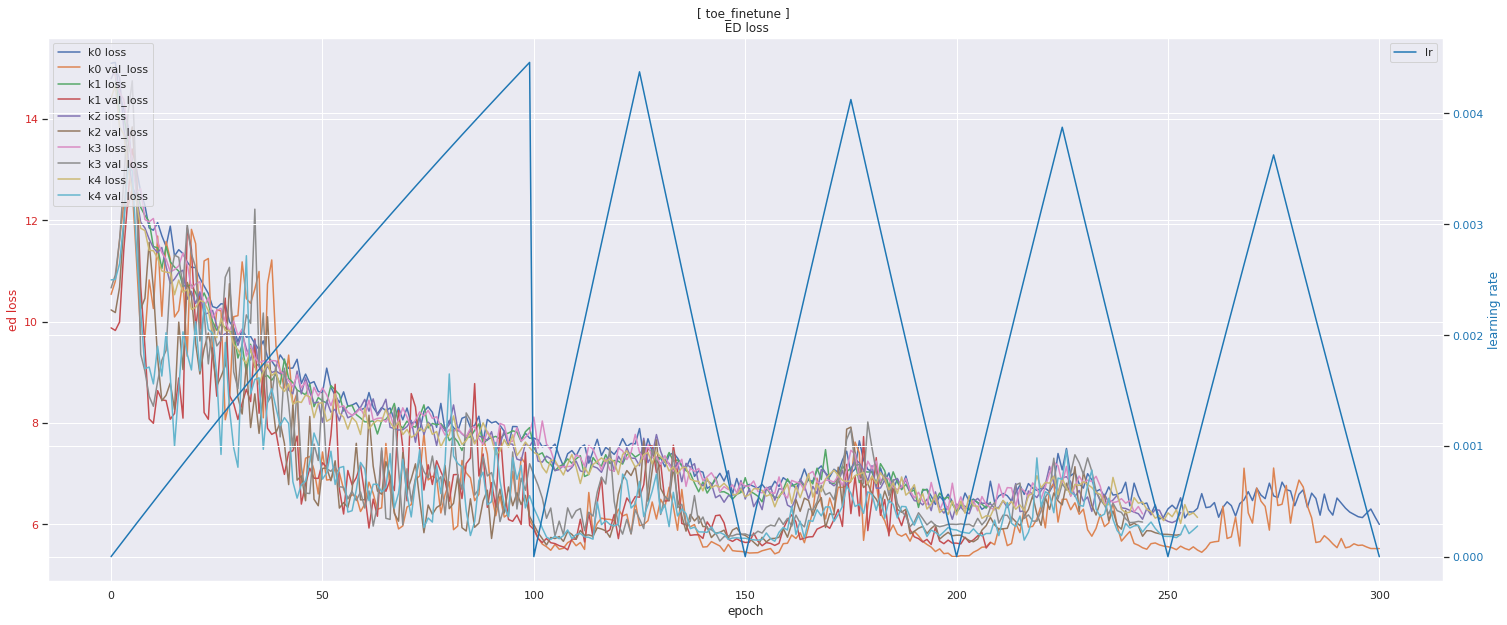 [ toe_finetune ]
ED loss
k0 loss
k0 val_loss
k1 loss
k1 val_loss
k2 loss
k2 val_loss
k3 loss
k3 val_loss
k4 loss
k4 val_loss
lr
14
12
10
8
6
ed loss
0.004
0.003
0.002
0.001
0.000
learning rate
0
50
100
150
200
250
300
epoch